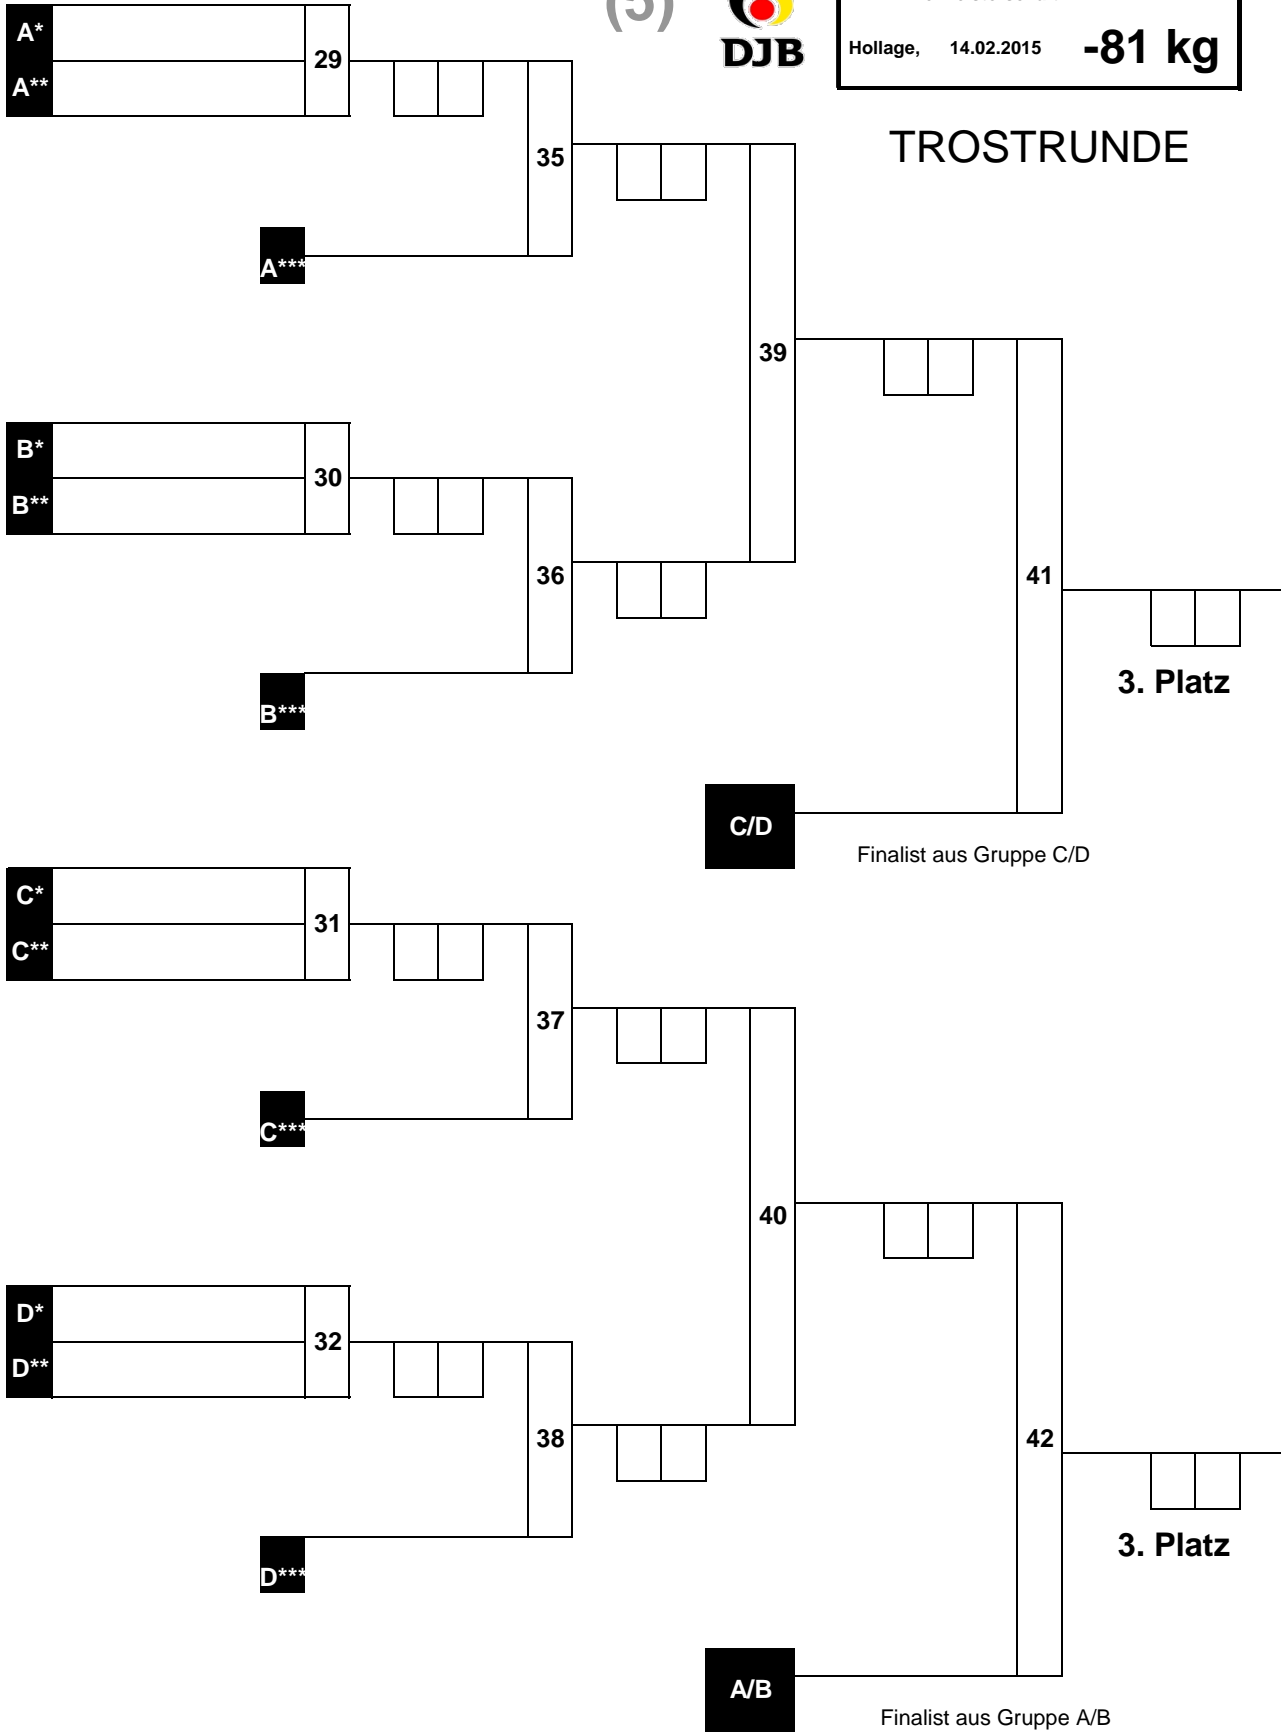 (5)
DJB
Hollage, 14.02.2015 -81 kg
TROSTRUNDE
A*
29
A**
35
A***
39
B*
30
B**
36
41
B***
3. Platz
C/D
Finalist aus Gruppe C/D
C*
31
C**
37
C***
40
D*
32
D**
38
42
D***
3. Platz
A/B
Finalist aus Gruppe A/B